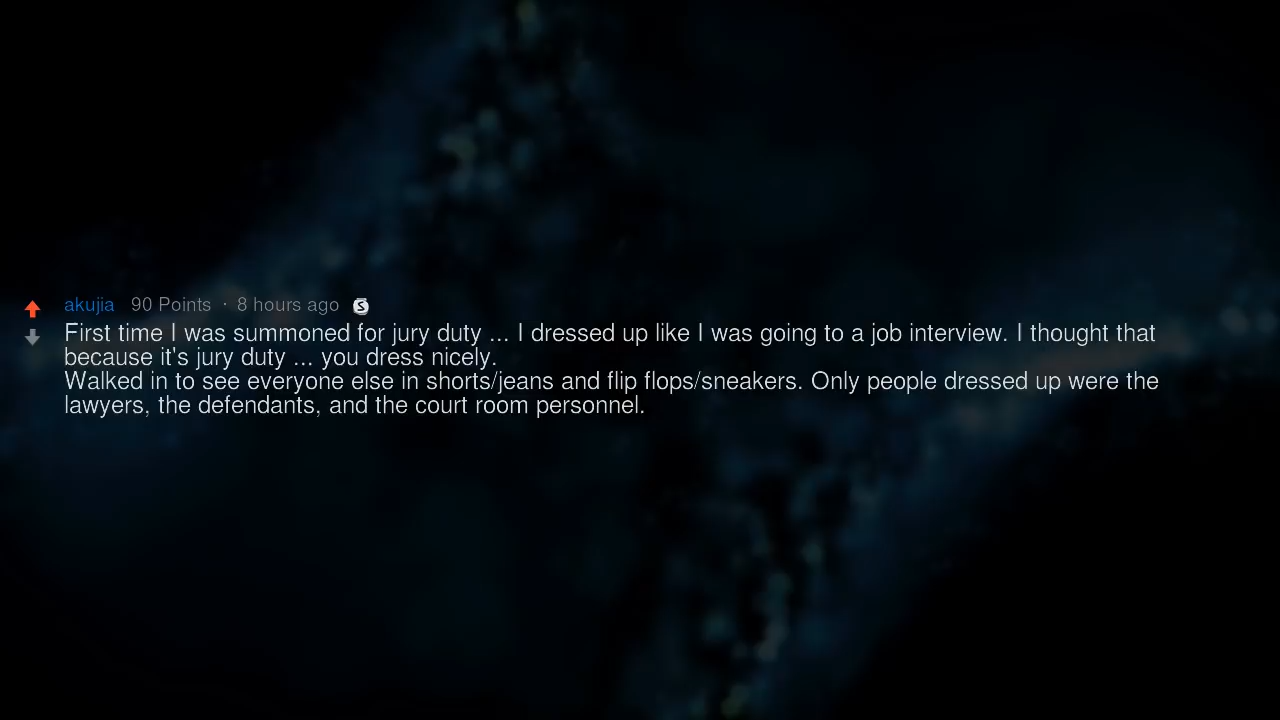 akujia 90 Points · 8 hours ago
First time I was summoned for jury duty ... I dressed up like I was going to a job interview. I thought that
because it's jury duty ... you dress nicely.
Walked in to see everyone else in shorts/jeans and flip flops/sneakers. Only people dressed up were the
lawyers, the defendants, and the court room personnel.